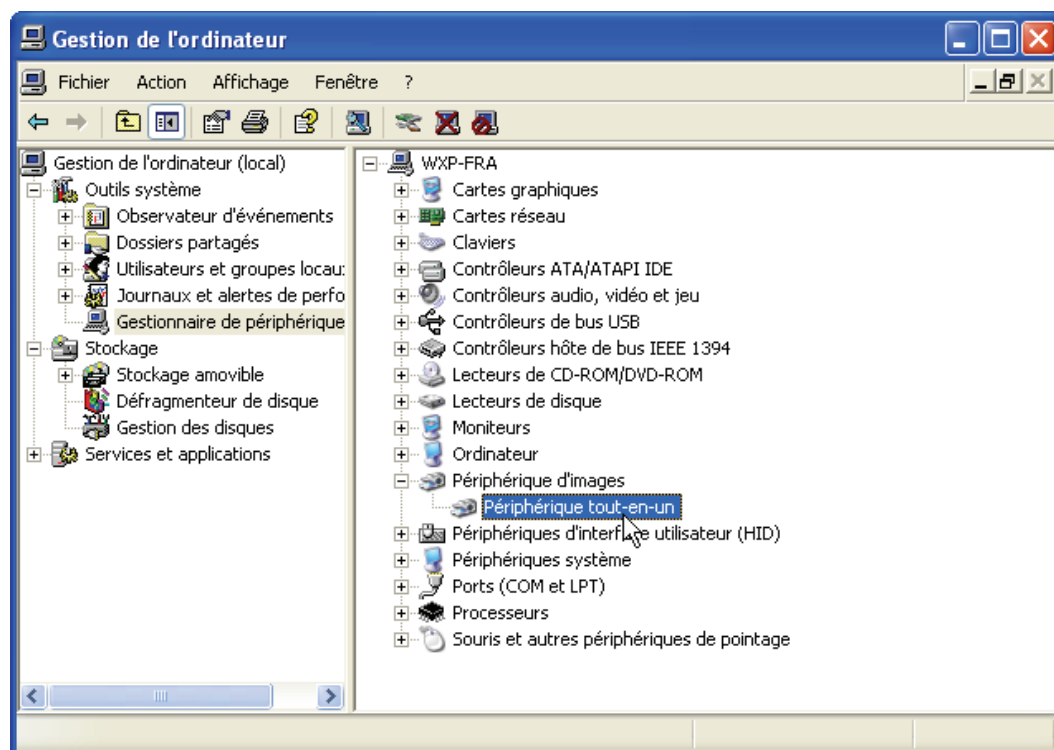 Gestion de l'ordinateur
Fichier Action Affichage Fenêtre ?
Gestion de l'ordinateur (local)
Outils système
Observateur d'événements
Dossiers partagés
Utilisateurs et groupes locau
Journaux et alertes de perfo
Gestionnaire de périphérique
Stockage
Stockage amovible
Défragmenteur de disque
Gestion des disques
Services et applications
WXP-FRA
Cartes graphiques
Cartes réseau
Claviers
Contrôleurs ATA/ATAPI IDE
Contrôleurs audio, vidéo et jeu
Contrôleurs de bus USB
Contrôleurs hôte de bus IEEE 1394
Lecteurs de CD-ROM/DVD-ROM
Lecteurs de disque
Moniteurs
Ordinateur
Périphérique d'images
Périphérique tout-en-un
Périphériques d'interface utilisateur (HID)
Périphériques système
Ports (COM et LPT)
Processeurs
Souris et autres périphériques de pointage